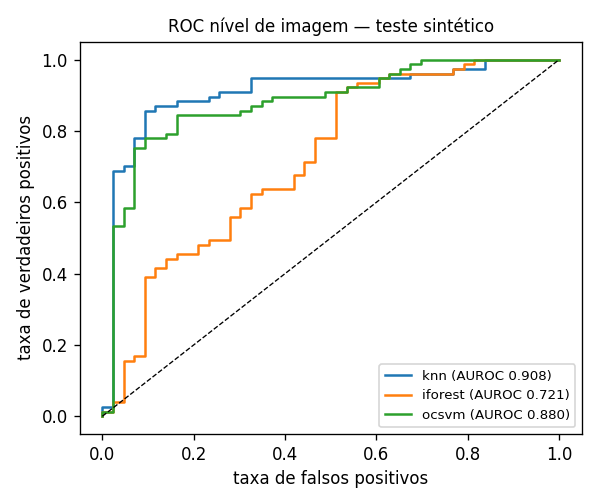 ROC nível de imagem — teste sintético
taxa de verdadeiros positivos
1.0
0.8
0.6
0.4
0.2
0.0
0.0 0.2 0.4 0.6 0.8 1.0
taxa de falsos positivos
knn (AUROC 0.908)
iforest (AUROC 0.721)
ocsvm (AUROC 0.880)